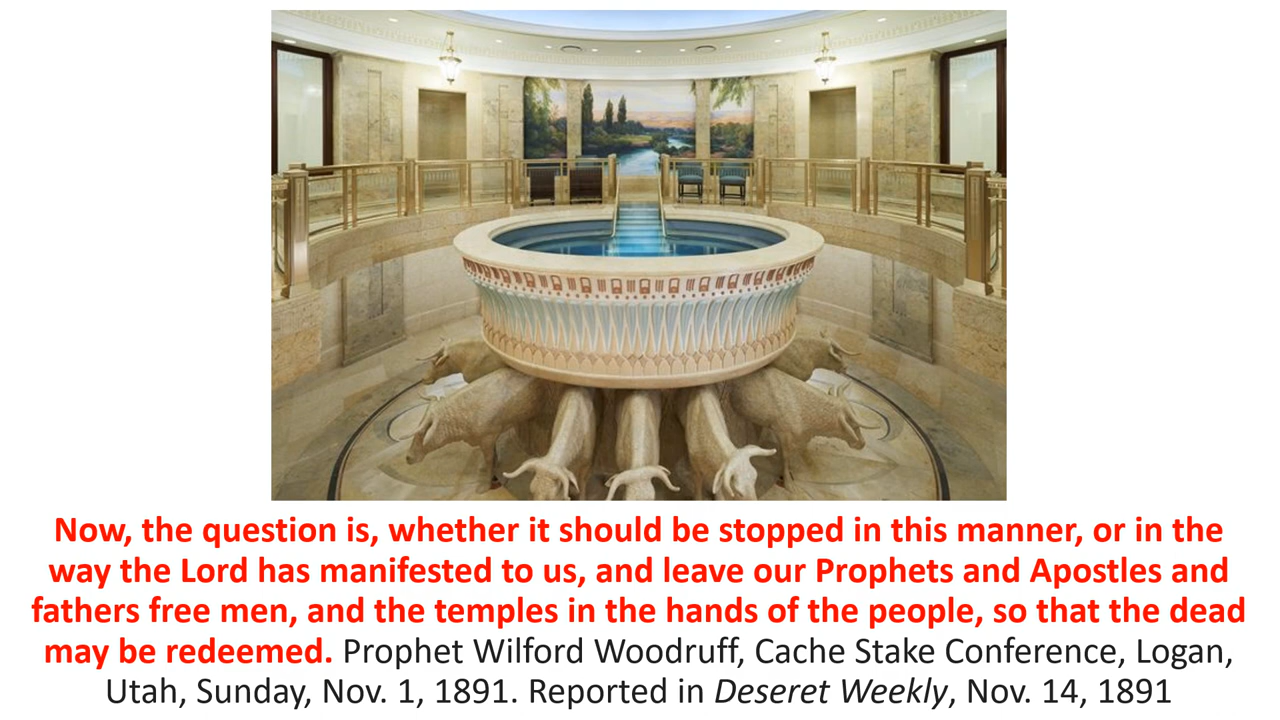 Now, the question is, whether it should be stopped in this manner, or in the
way the Lord has manifested to us, and leave our Prophets and Apostles and
fathers free men, and the temples in the hands of the people, so that the dead
may be redeemed. Prophet Wilford Woodruff, Cache Stake Conference, Logan,
Utah, Sunday, Nov. 1, 1891. Reported in Deseret Weekly, Nov. 14, 1891